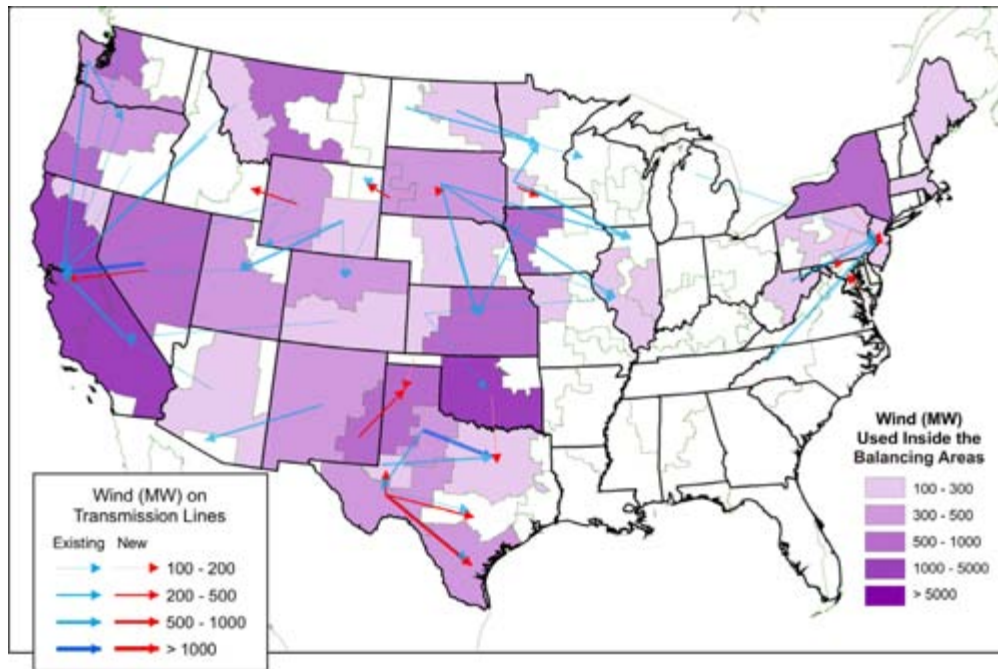 Wind (MW) on
Transmission Lines
Existing New
100 - 200
200 - 500
500 - 1000
> 1000
Wind (MW)
Used Inside the
Balancing Areas
100 - 300
300 - 500
500 - 1000
1000 - 5000
> 5000